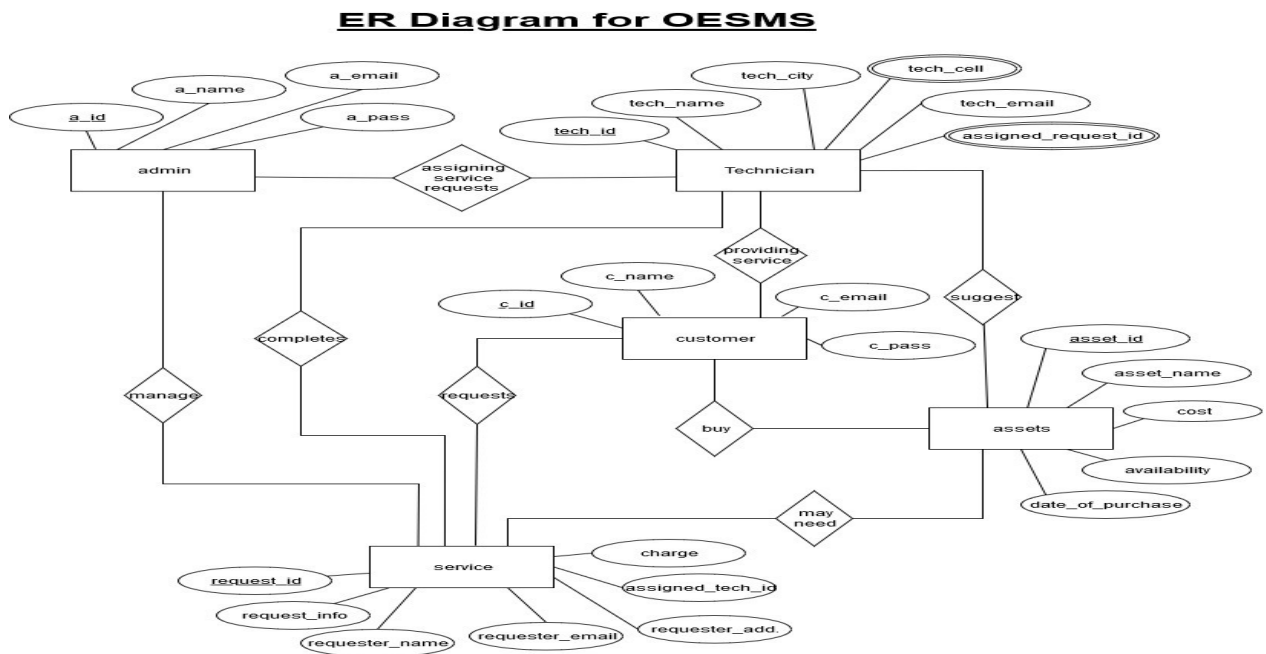 ER Diagram for OESMS
a_email
tech_city
tech_cell
a_name
tech_name
tech_email
a_id
a_pass
tech_id
assigned_request_id
admin
assigning
service
requests
Technician
providing
service
c_name
c_id
c_email
suggest
completes
customer
c_pass
asset_id
asset_name
manage
requests
cost
buy
assets
availability
date_of_purchase
may
need
charge
service
request_id
assigned_tech_id
request_info
requester_name
requester_email
requester_add.